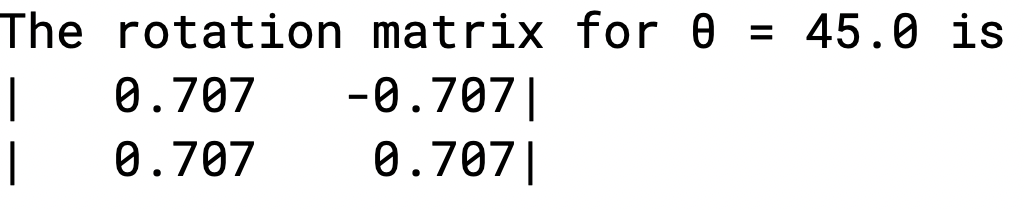 The rotation matrix for θ = 45.0 is
|   0.707   -0.707|
|   0.707    0.707|